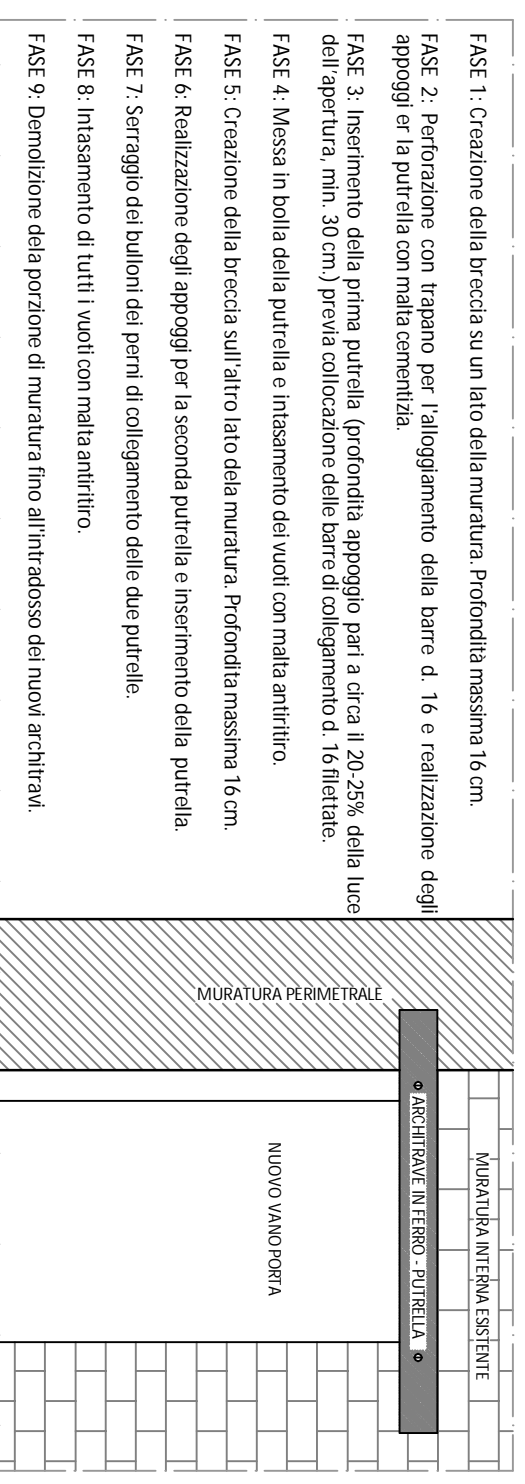 FASE 1: Creazione della breccia su un lato della muratura. Profondità massima 16 cm.
FASE 2: Perforazione con trapano per l'alloggiamento della barre d. 16 e realizzazione degli
appoggi er la putrella con malta cementizia.
FASE 3: Inserimento della prima putrella (profondità appoggio pari a circa il 20-25% della luce
dell'apertura, min. 30 cm.) previa collocazione delle barre di collegamento d. 16 filettate.
FASE 4: Messa in bolla della putrella e intasamento dei vuoti con malta antiritiro.
FASE 5: Creazione della breccia sull'altro lato dela muratura. Profondita massima 16 cm.
FASE 6: Realizzazione degli appoggi per la seconda putrella e inserimento della putrella.
FASE 7: Serraggio dei bulloni dei perni di collegamento delle due putrelle.
FASE 8: Intasamento di tutti i vuoti con malta antiritiro.
FASE 9: Demolizione dela porzione di muratura fino all'intradosso dei nuovi architravi.
MURATURA PERIMETRALE
MURATURA INTERNA ESISTENTE
ARCHITRAVE IN FERRO - PUTRELLA
NUOVO VANO PORTA